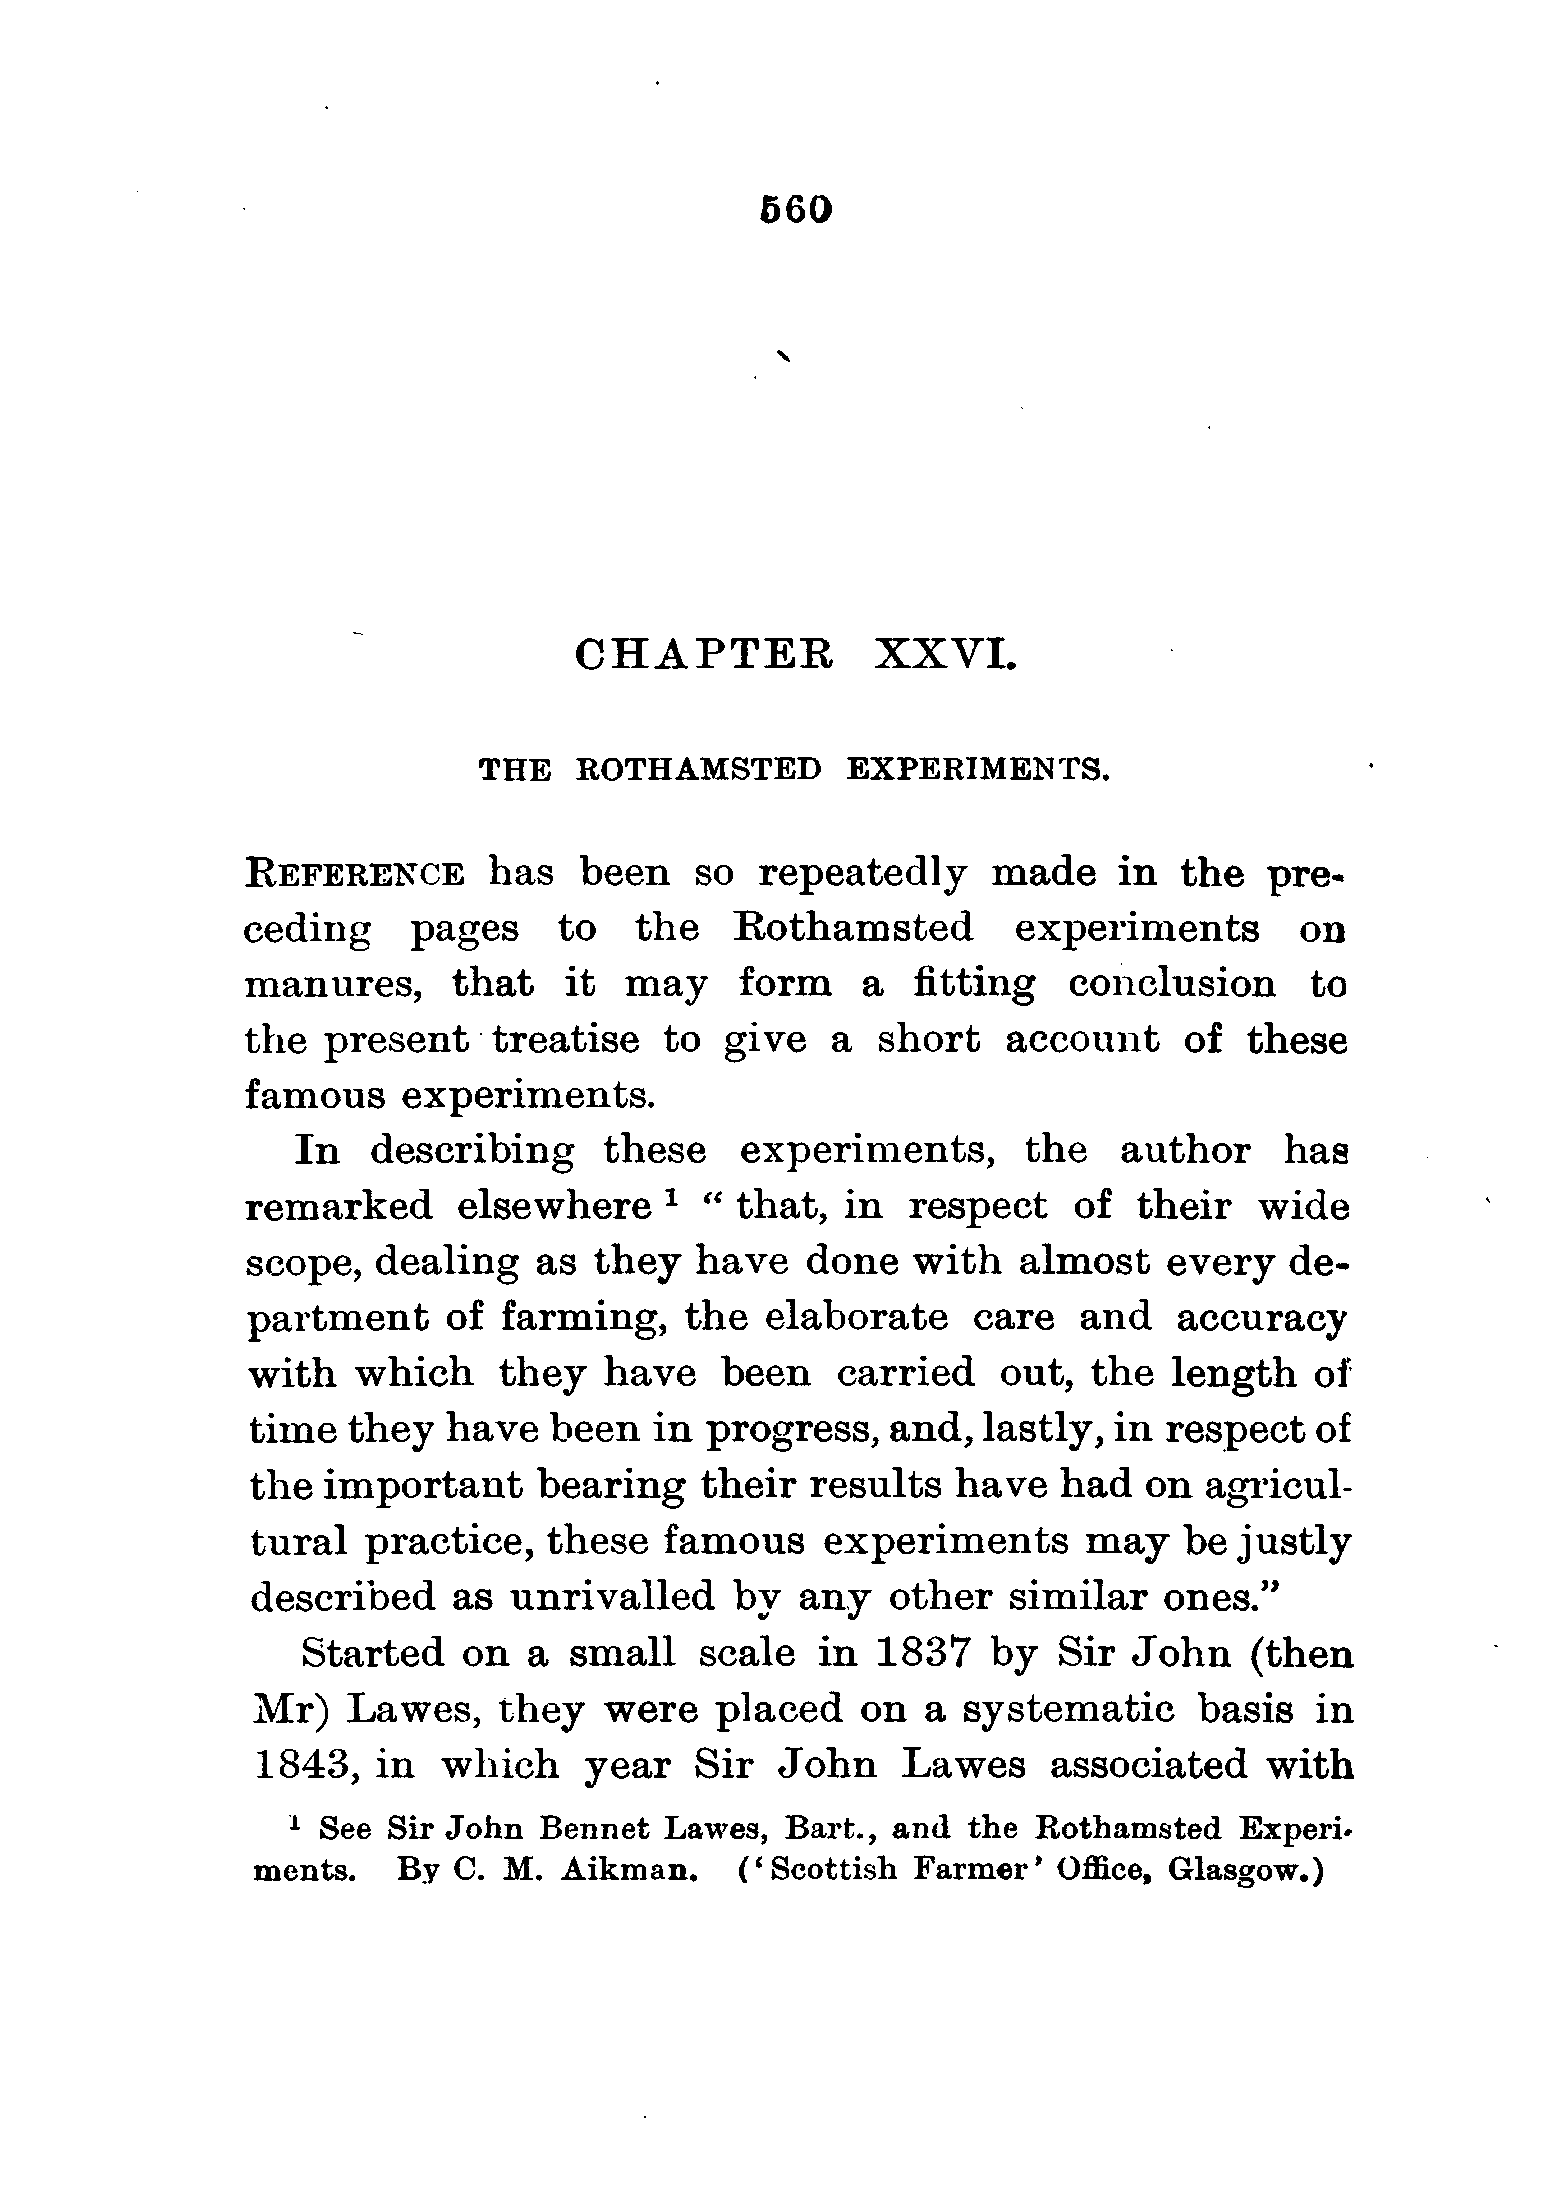 560
CHAPTER XXVI.
THE ROTHAMSTED EXPERIMENTS.
REFERENCE has been so repeatedly made in the pre-
ceding pages to the Rothamsted experiments on
manures, that it may form a fitting conclusion to
the present treatise to give a short account of these
famous experiments.
In describing these experiments, the author has
remarked elsewhere ¹ “ that, in respect of their wide
scope, dealing as they have done with almost every de-
partment of farming, the elaborate care and accuracy
with which they have been carried out, the length of
time they have been in progress, and, lastly, in respect of
the important bearing their results have had on agricul-
tural practice, these famous experiments may be justly
described as unrivalled by any other similar ones.”
Started on a small scale in 1837 by Sir John (then
Mr) Lawes, they were placed on a systematic basis in
1843, in which year Sir John Lawes associated with
¹ See Sir John Bennet Lawes, Bart., and the Rothamsted Experi-
ments. By C. M. Aikman. (‘Scottish Farmer’ Office, Glasgow.)